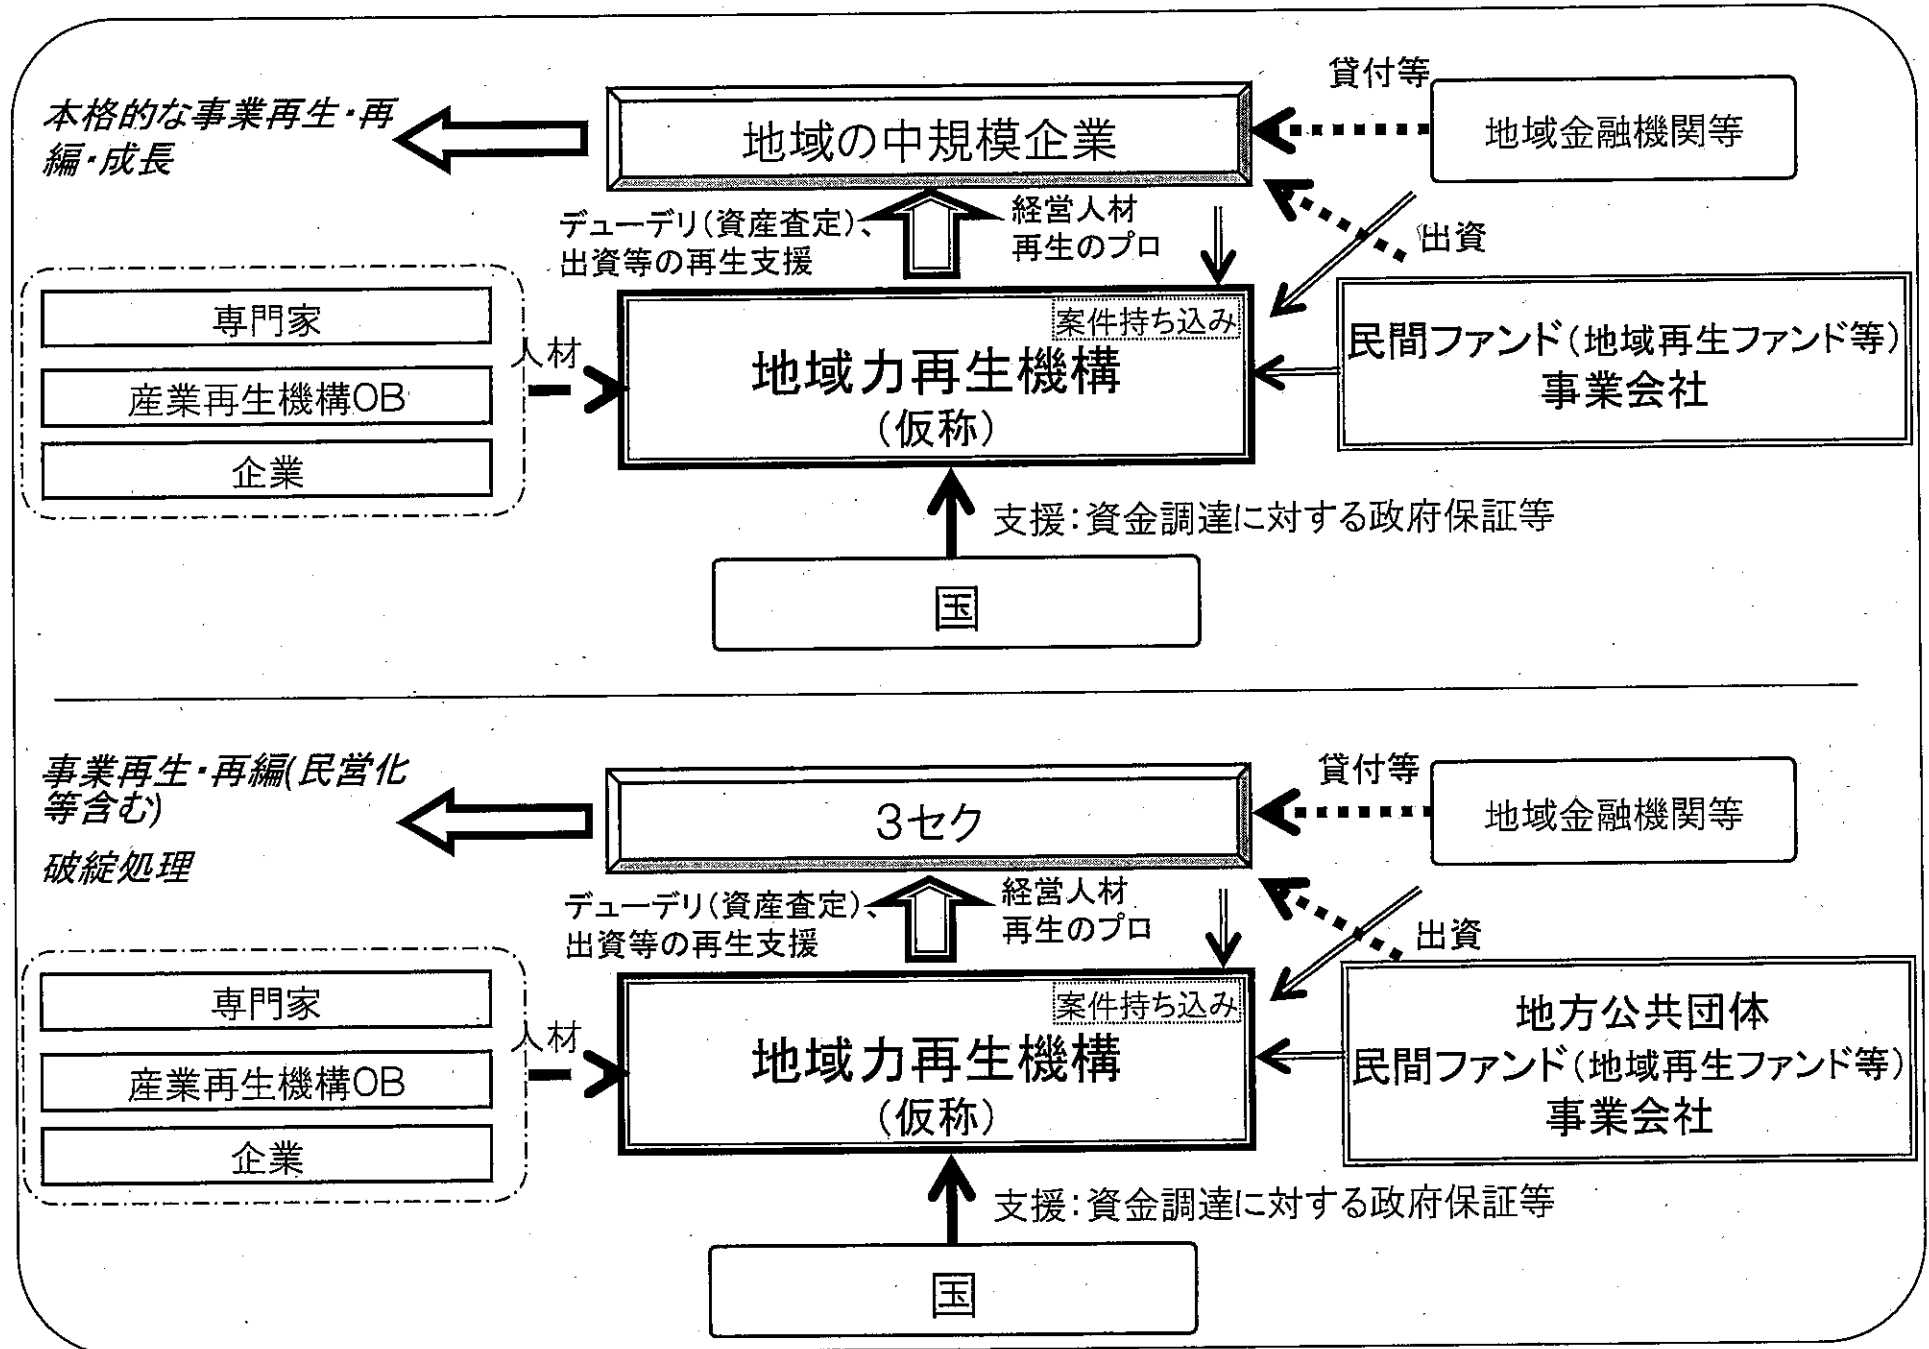 貸付等
本格的な事業再生・再
編・成長
地域の中規模企業
地域金融機関等
デューデリ(資産査定)、
出資等の再生支援
経営人材
再生のプロ
出資
専門家
産業再生機構OB
企業
人材
案件持ち込み
地域力再生機構
(仮称)
民間ファンド(地域再生ファンド等)
事業会社
支援:資金調達に対する政府保証等
国
事業再生・再編(民営化
等含む)
破綻処理
3セク
貸付等
地域金融機関等
デューデリ(資産査定)、
出資等の再生支援
経営人材
再生のプロ
出資
専門家
産業再生機構OB
企業
人材
案件持ち込み
地域力再生機構
(仮称)
地方公共団体
民間ファンド(地域再生ファンド等)
事業会社
支援:資金調達に対する政府保証等
国